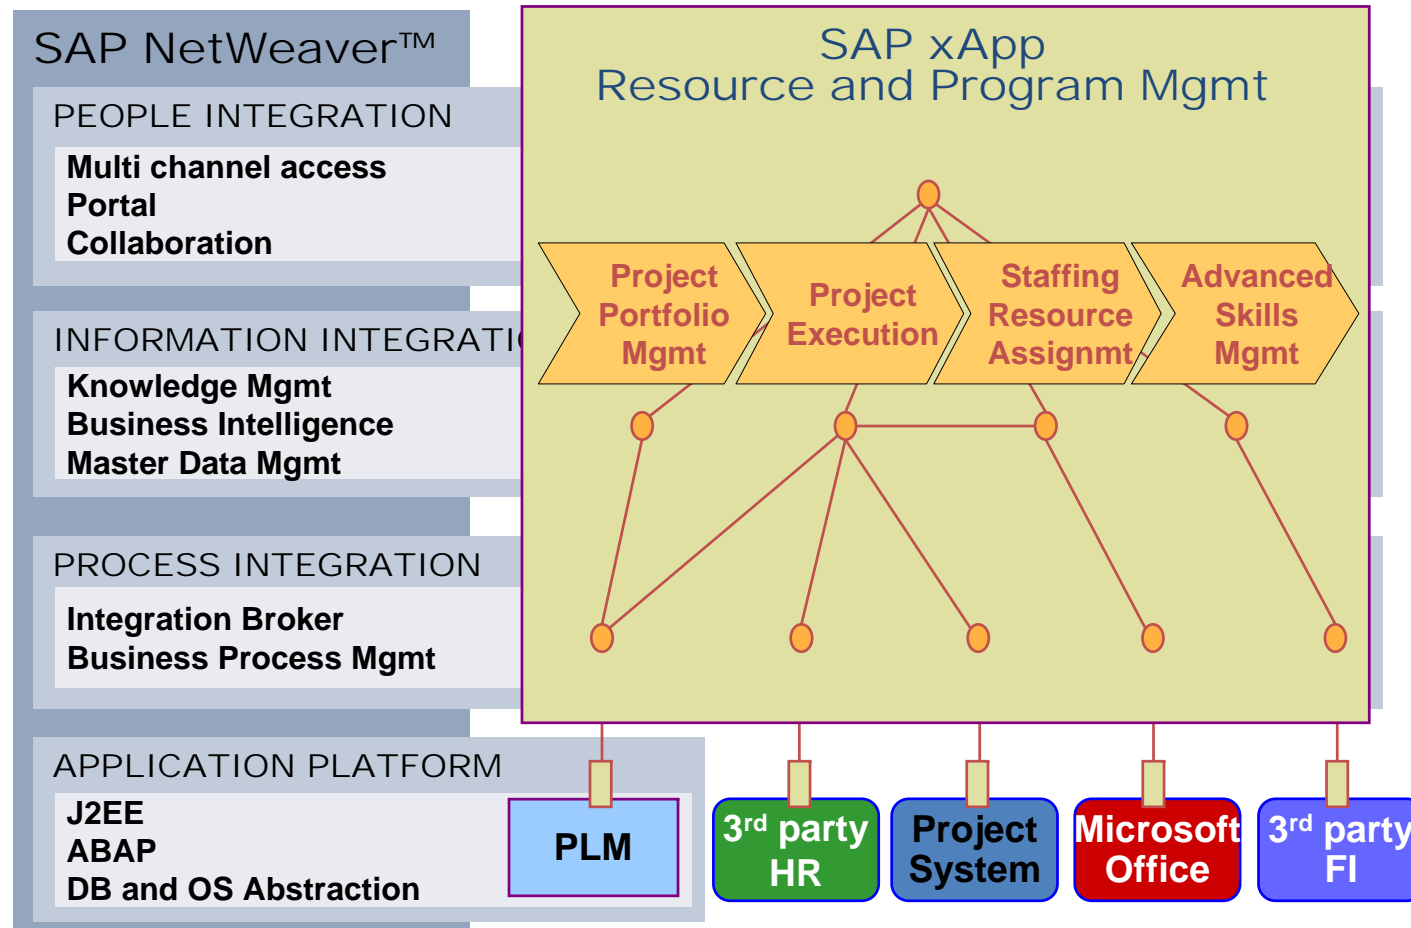 SAP NetWeaver™
SAP xApp
Resource and Program Mgmt
PEOPLE INTEGRATION
Multi channel access
Portal
Collaboration
Project
Portfolio
Mgmt
Project
Execution
Staffing
Resource
Assignmt
Advanced
Skills
Mgmt
INFORMATION INTEGRATIO
Knowledge Mgmt
Business Intelligence
Master Data Mgmt
PROCESS INTEGRATION
Integration Broker
Business Process Mgmt
APPLICATION PLATFORM
J2EE
ABAP
DB and OS Abstraction
PLM
3rd party
HR
Project
System
Microsoft
Office
3rd party
FI